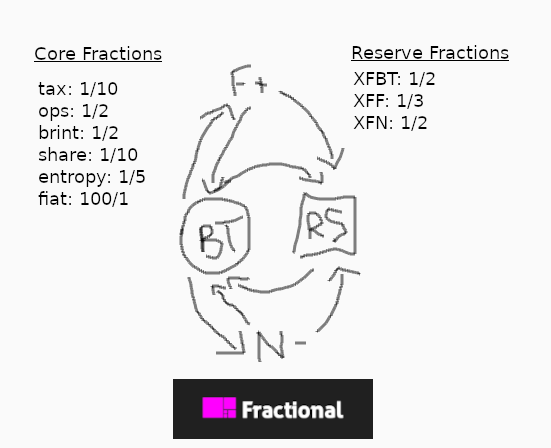 Core Fractions
tax: 1/10
ops: 1/2
brint: 1/2
share: 1/10
entropy: 1/5
fiat: 100/1
Reserve Fractions
XFBT: 1/2
XFF: 1/3
XFN: 1/2
F+
BT
RS
N-
Fractional